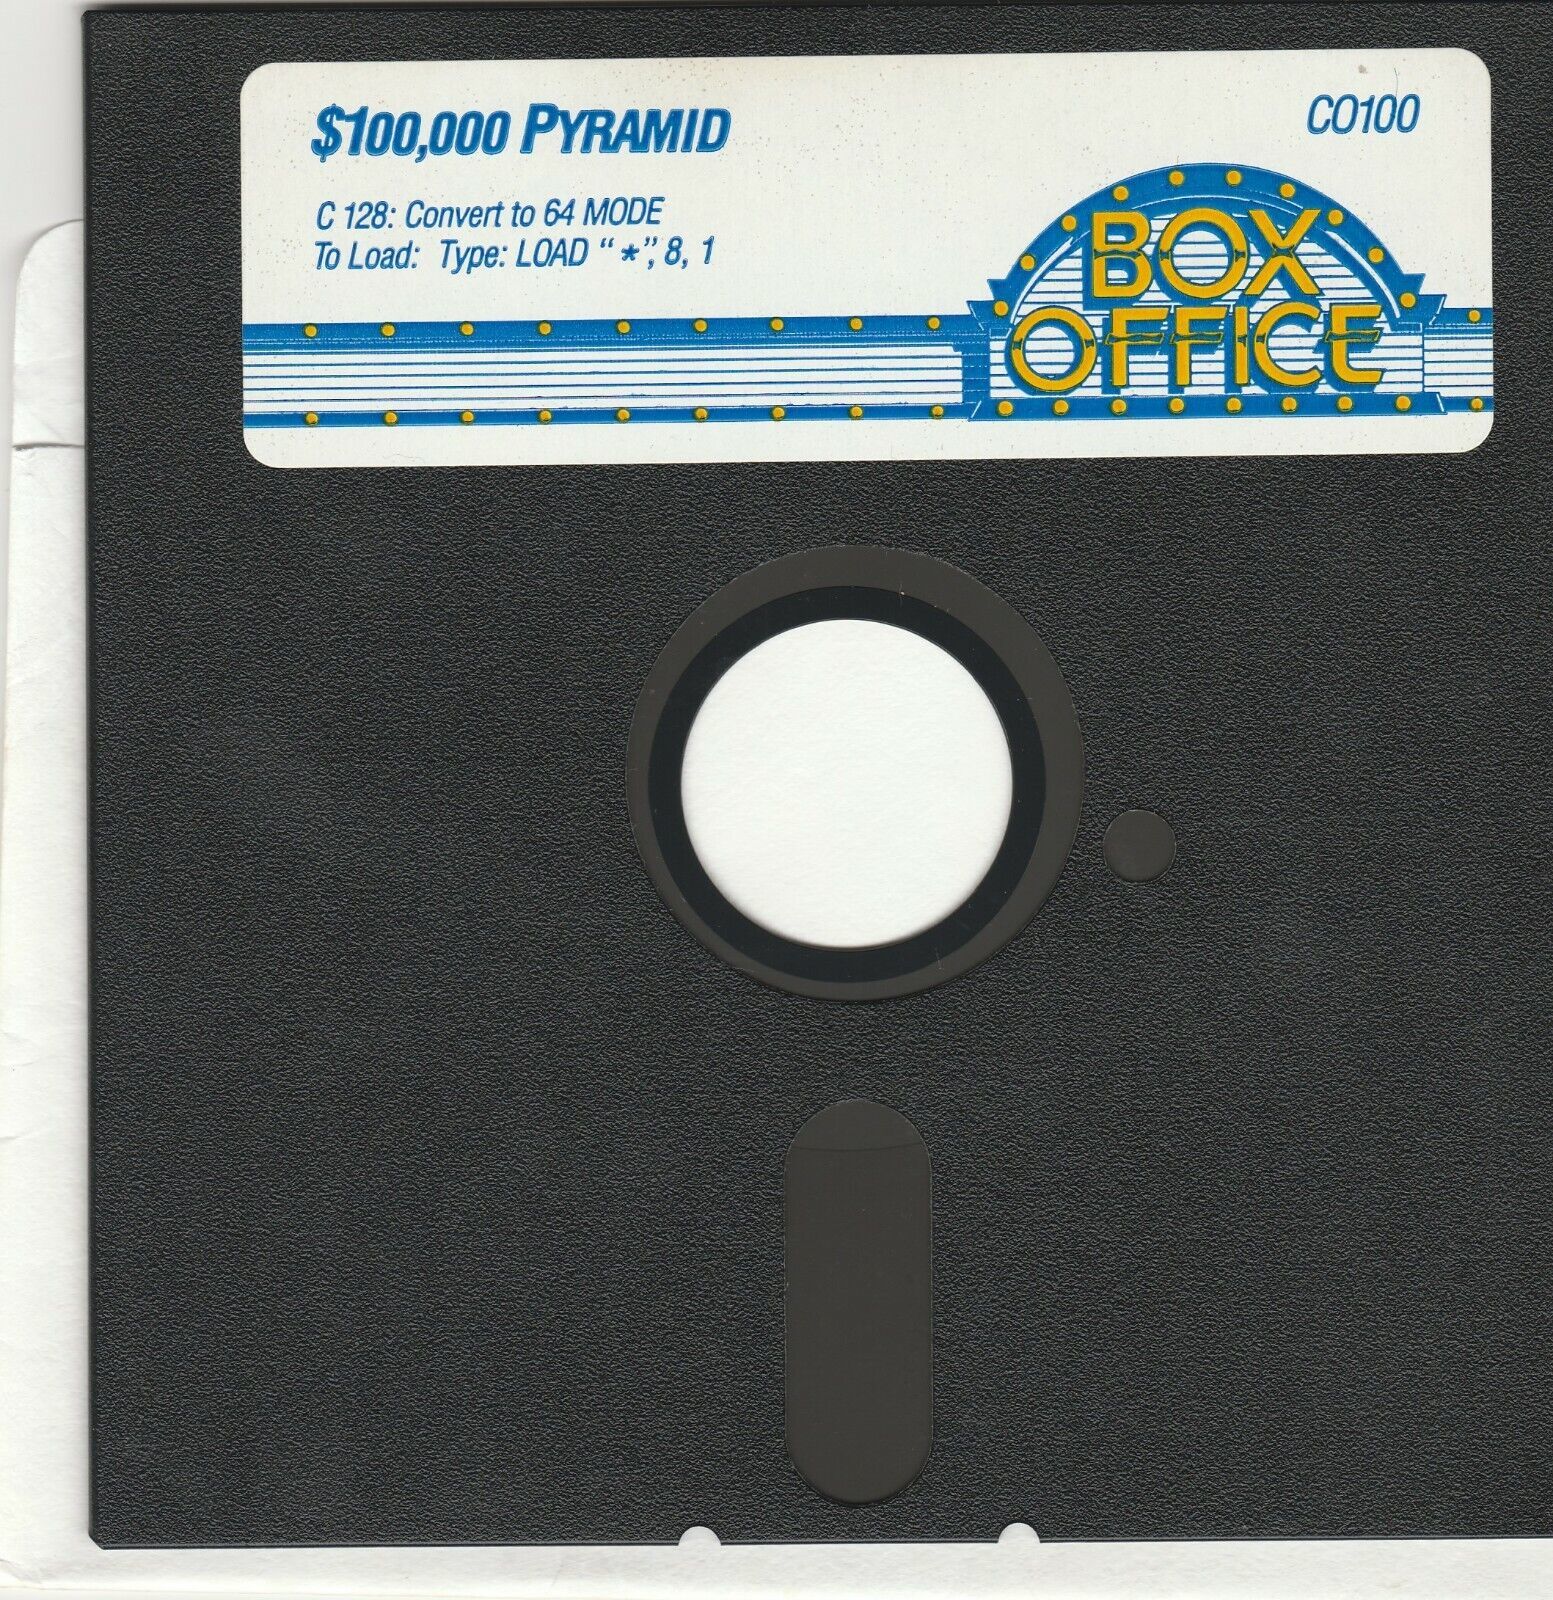 $100,000 PYRAMID
CO100
C 128: Convert to 64 MODE
To Load: Type: LOAD “*”, 8, 1
BOX
OFFICE